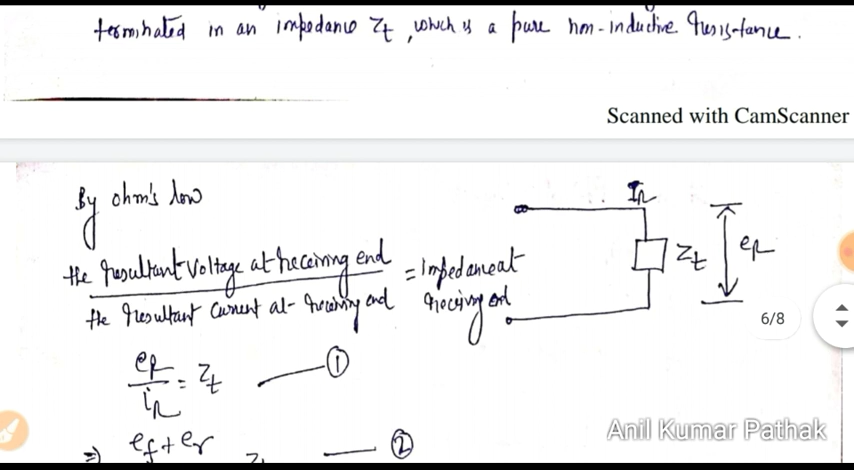 terminated in an impedance Zt, which is a pure non-inductive resistance.
Scanned with CamScanner
By ohm's low
the resultant voltage at receiving end
the resultant current at receiving end
= Impedance at
receiving end
IR
Zt
eR
6/8
eR
iR
= Zt
①
⇒ ef + er
②
Anil Kumar Pathak